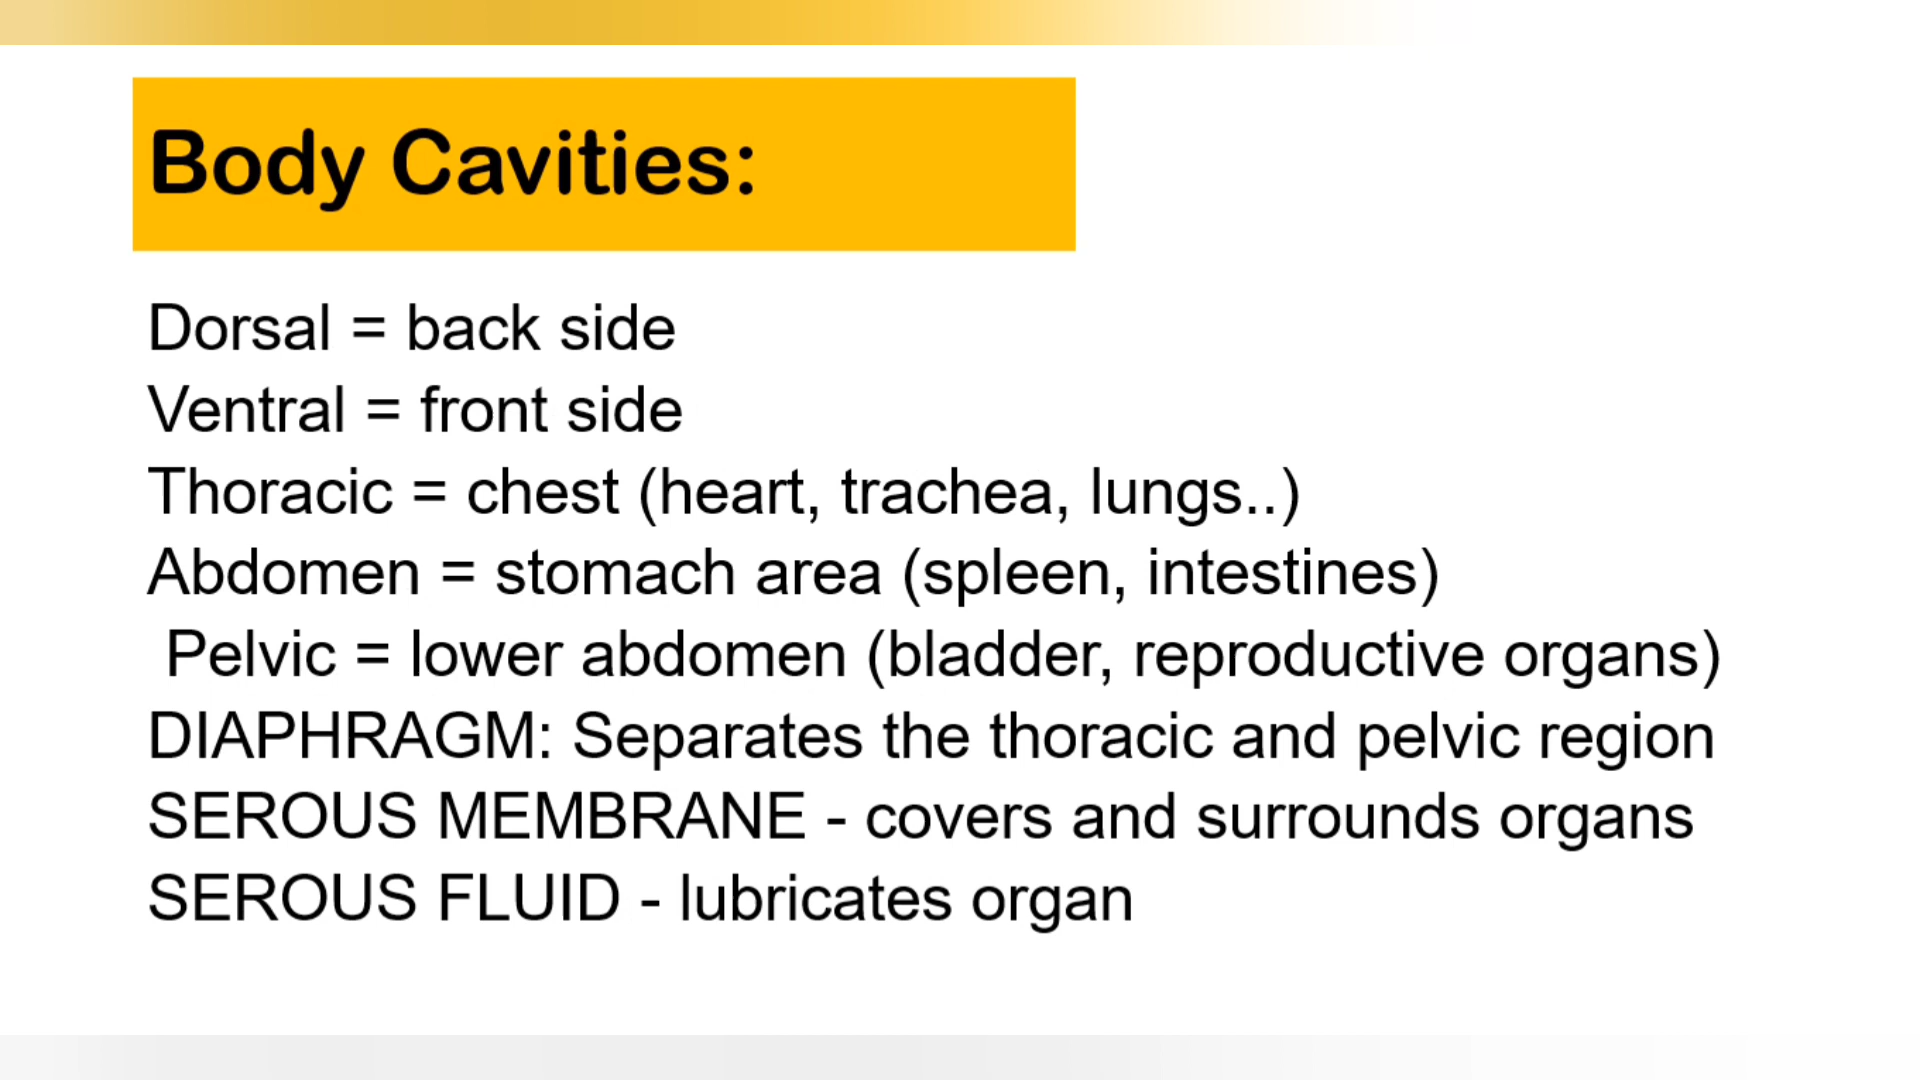 Body Cavities:
Dorsal = back side
Ventral = front side
Thoracic = chest (heart, trachea, lungs..)
Abdomen = stomach area (spleen, intestines)
Pelvic = lower abdomen (bladder, reproductive organs)
DIAPHRAGM: Separates the thoracic and pelvic region
SEROUS MEMBRANE - covers and surrounds organs
SEROUS FLUID - lubricates organ